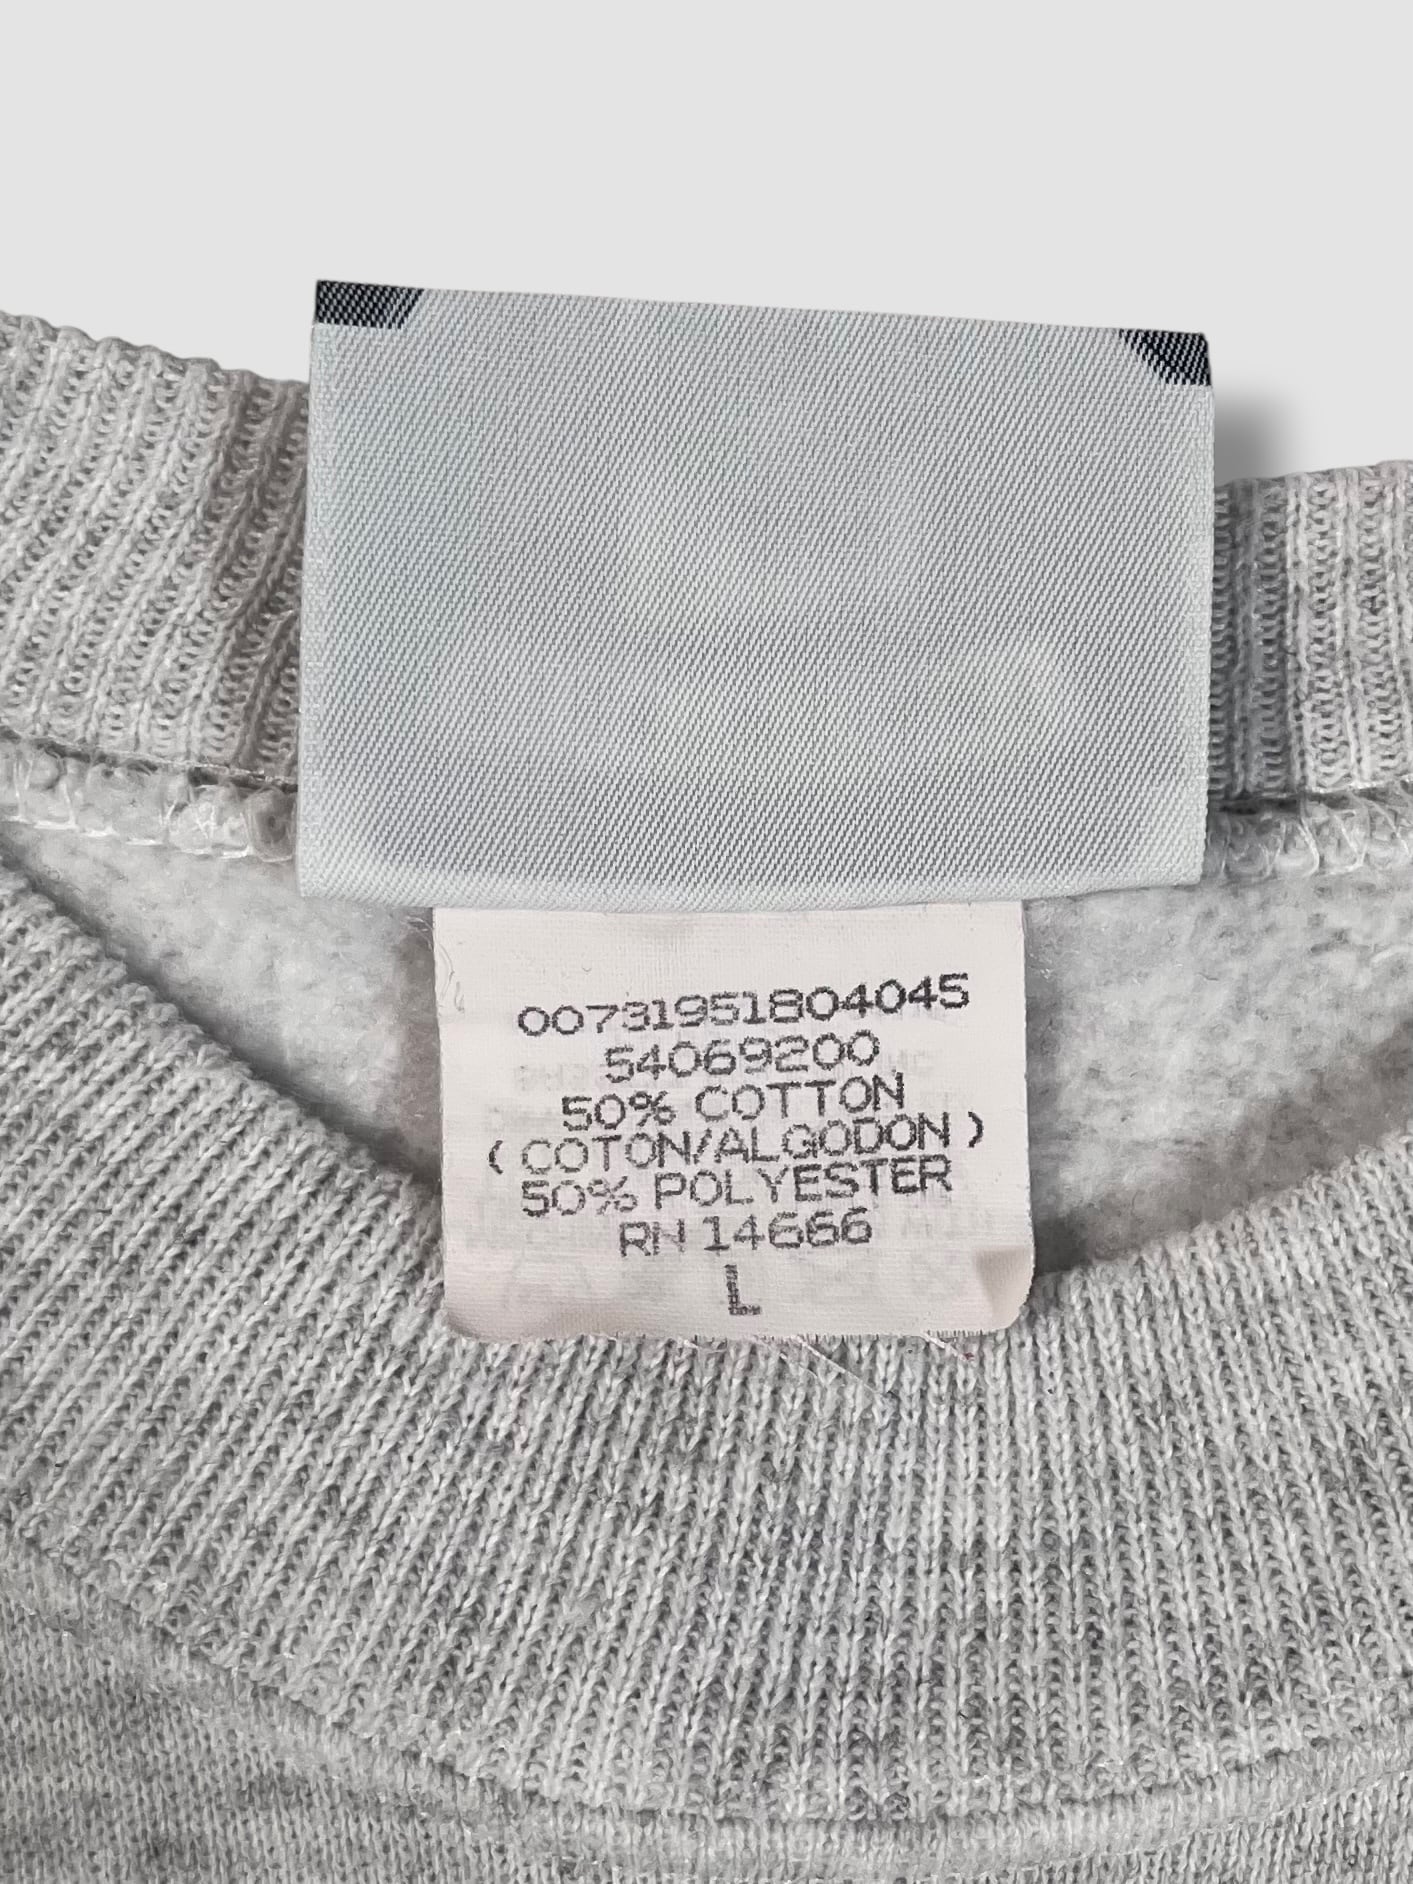 00731951804045
54069200
50% COTTON
(COTON/ALGODON)
50% POLYESTER
RN 14666
L